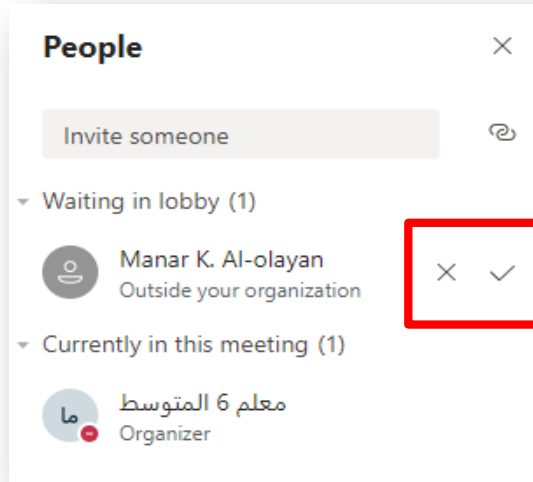 People
Invite someone
Waiting in lobby (1)
Manar K. Al-olayan
Outside your organization
Currently in this meeting (1)
معلم 6 المتوسط
ما
Organizer